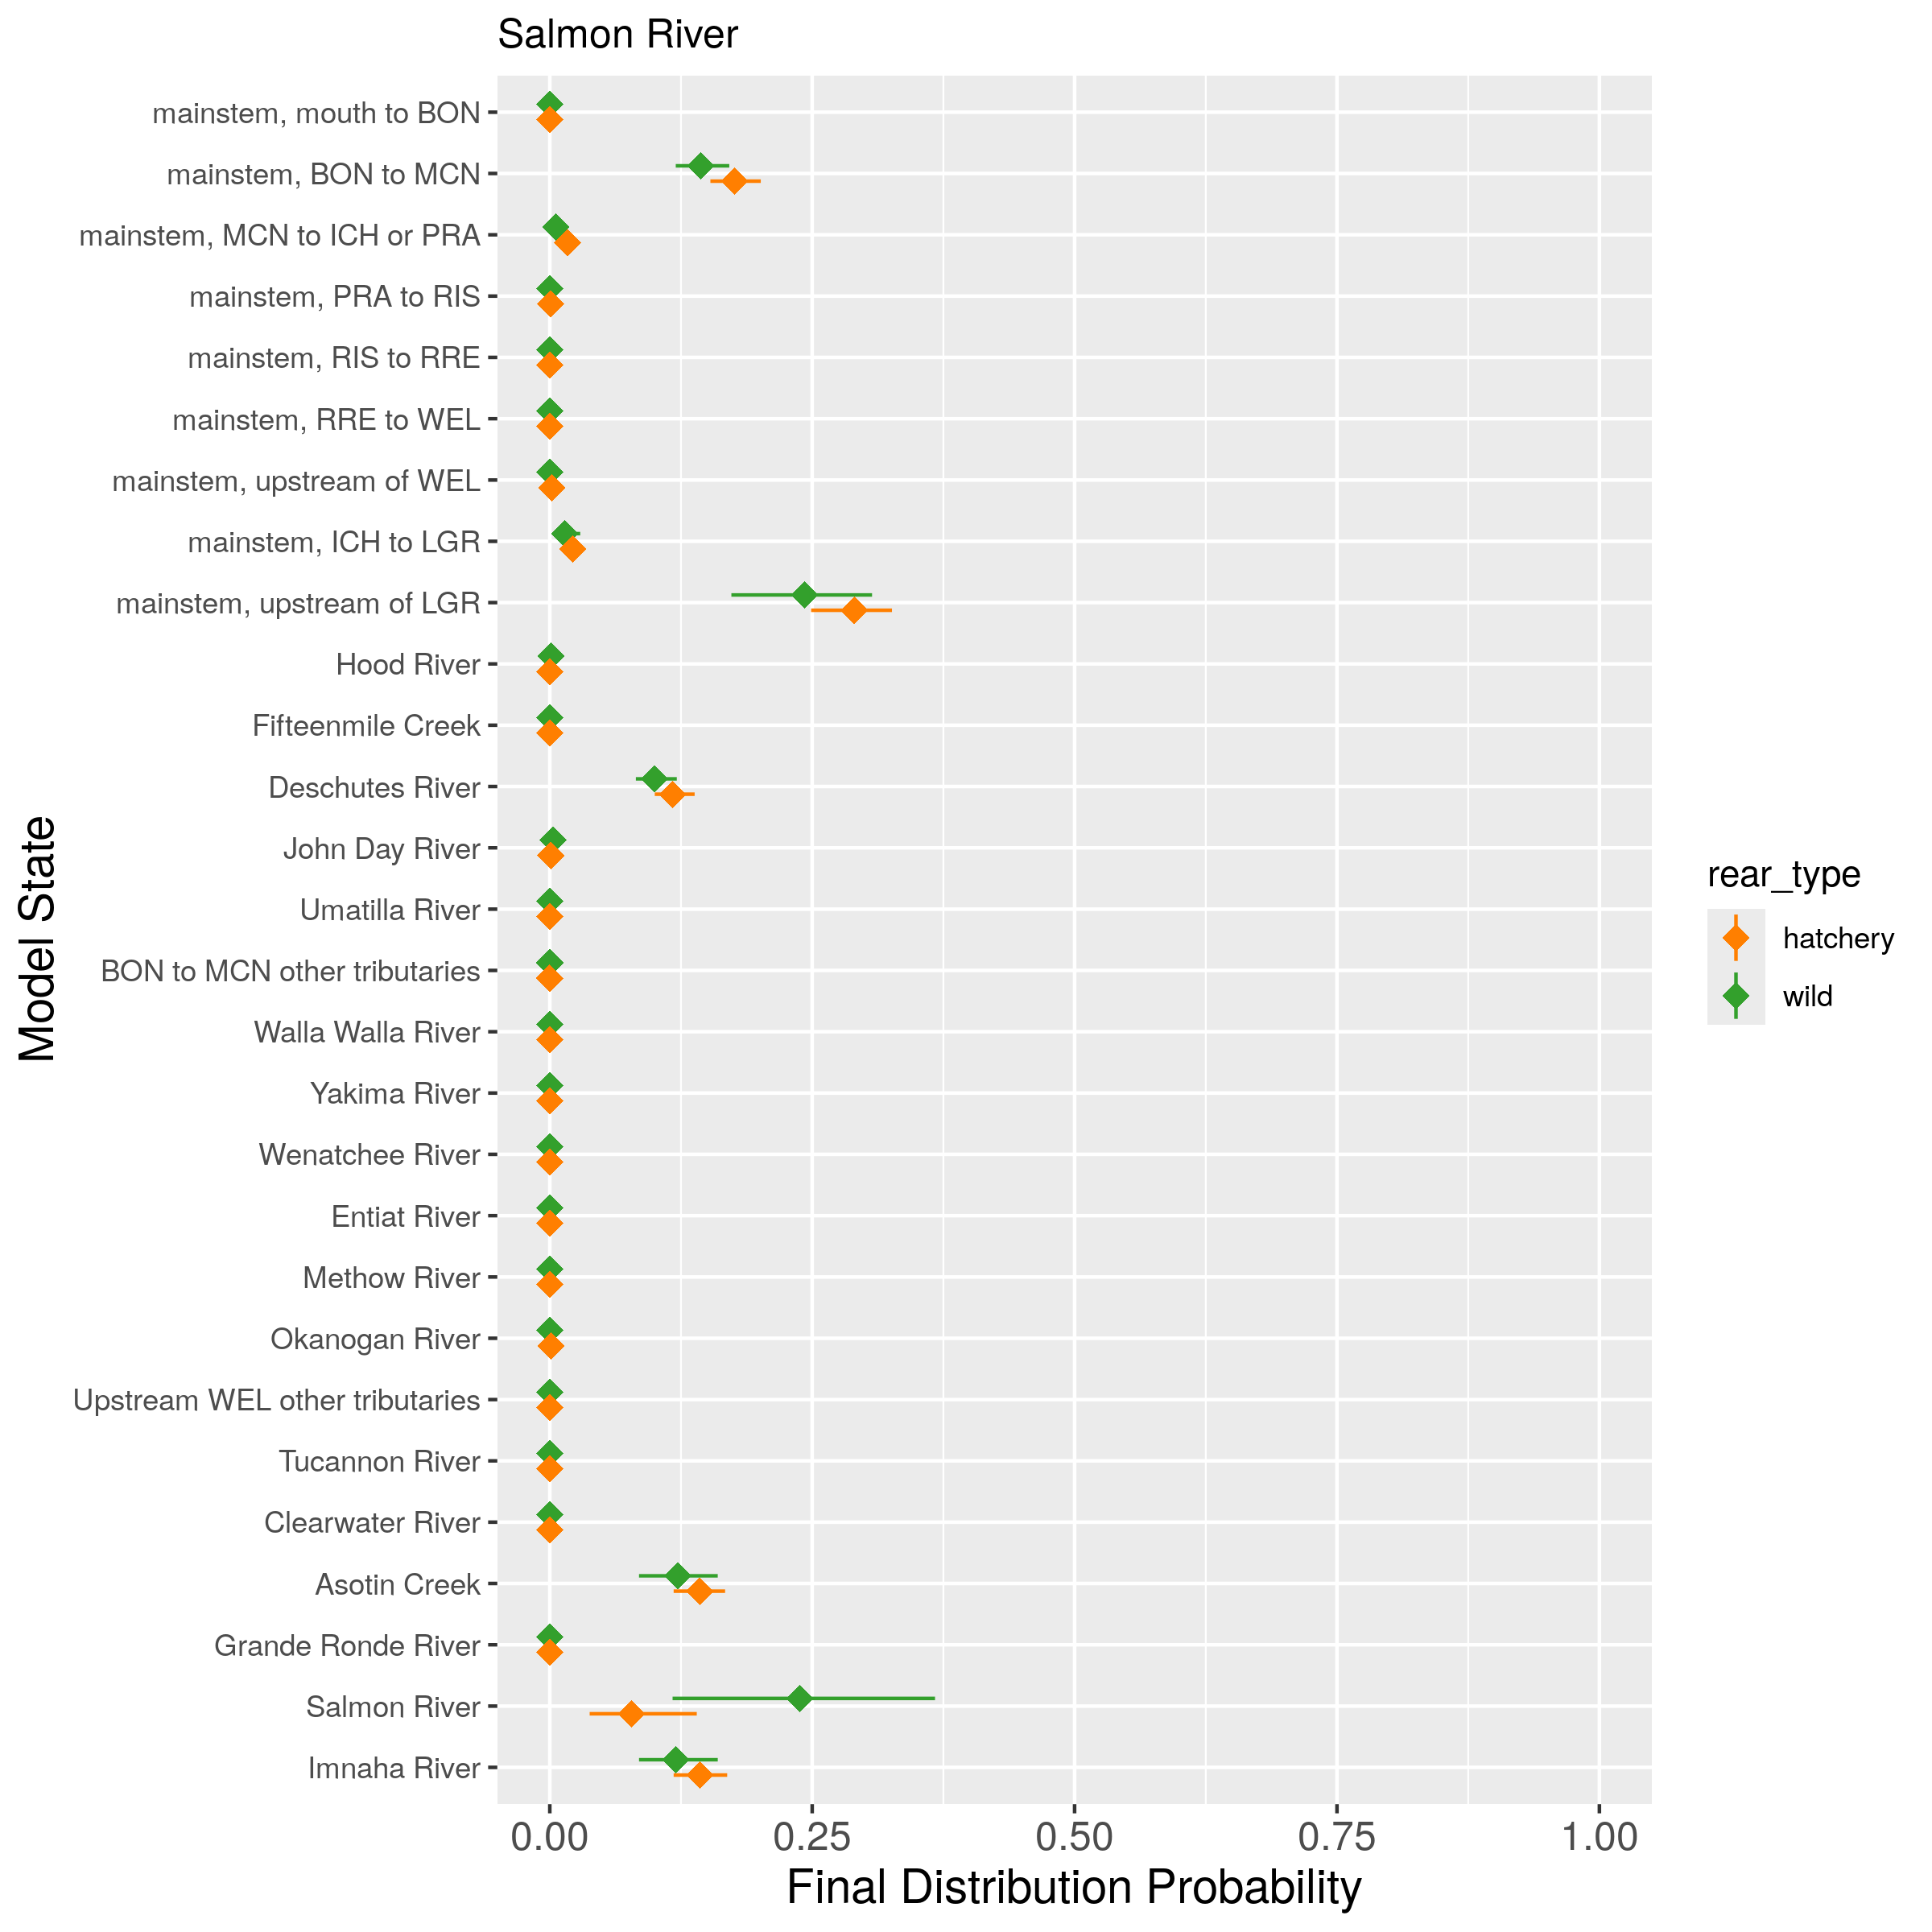 Salmon River
mainstem, mouth to BON
mainstem, BON to MCN
mainstem, MCN to ICH or PRA
mainstem, PRA to RIS
mainstem, RIS to RRE
mainstem, RRE to WEL
mainstem, upstream of WEL
mainstem, ICH to LGR
mainstem, upstream of LGR
Hood River
Fifteenmile Creek
Deschutes River
John Day River
Umatilla River
BON to MCN other tributaries
Walla Walla River
Yakima River
Wenatchee River
Entiat River
Methow River
Okanogan River
Upstream WEL other tributaries
Tucannon River
Clearwater River
Asotin Creek
Grande Ronde River
Salmon River
Imnaha River
Model State
0.00 0.25 0.50 0.75 1.00
Final Distribution Probability
rear_type
hatchery
wild